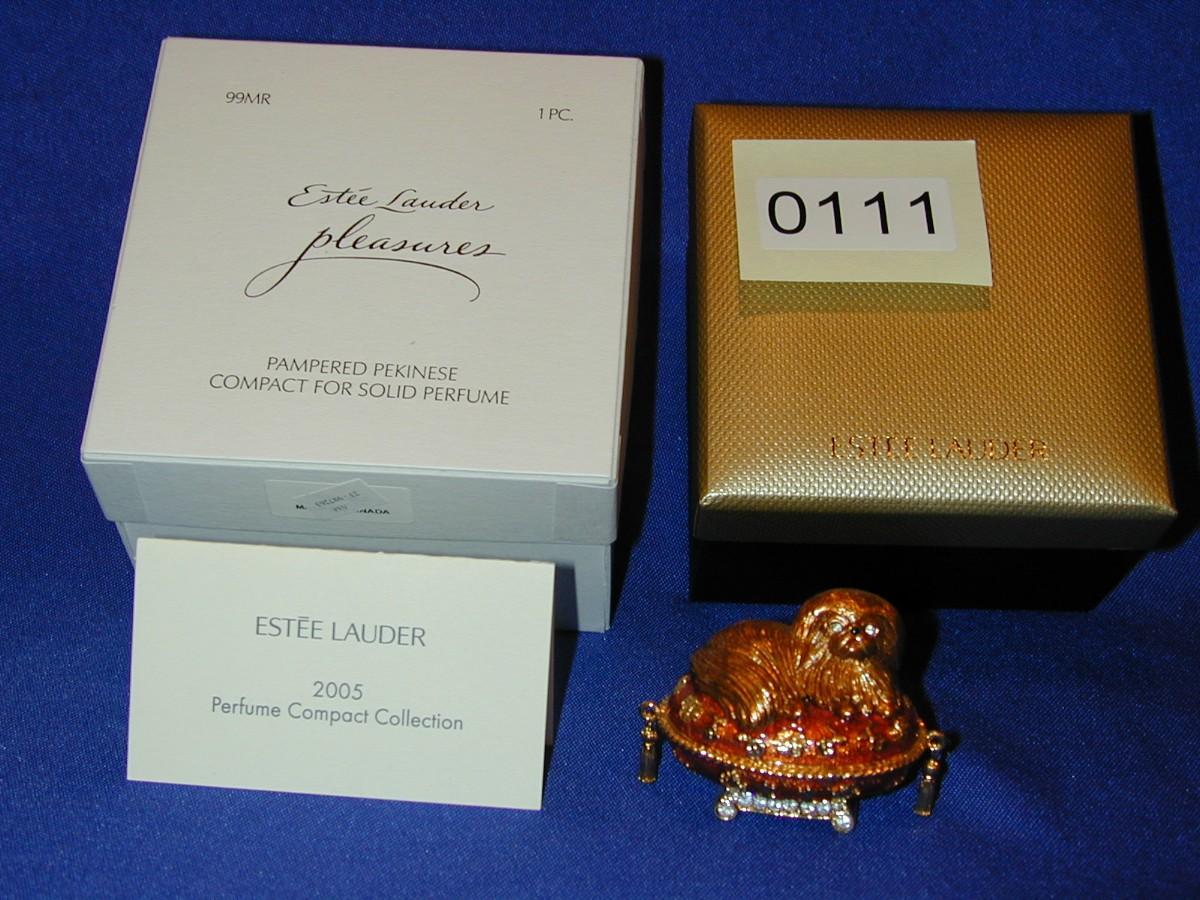 99MR
1 PC.
Estée Lauder
pleasures
PAMPERED PEKINESE
COMPACT FOR SOLID PERFUME
ESTĒE LAUDER
2005
Perfume Compact Collection
0111
ESTEE LAUDER